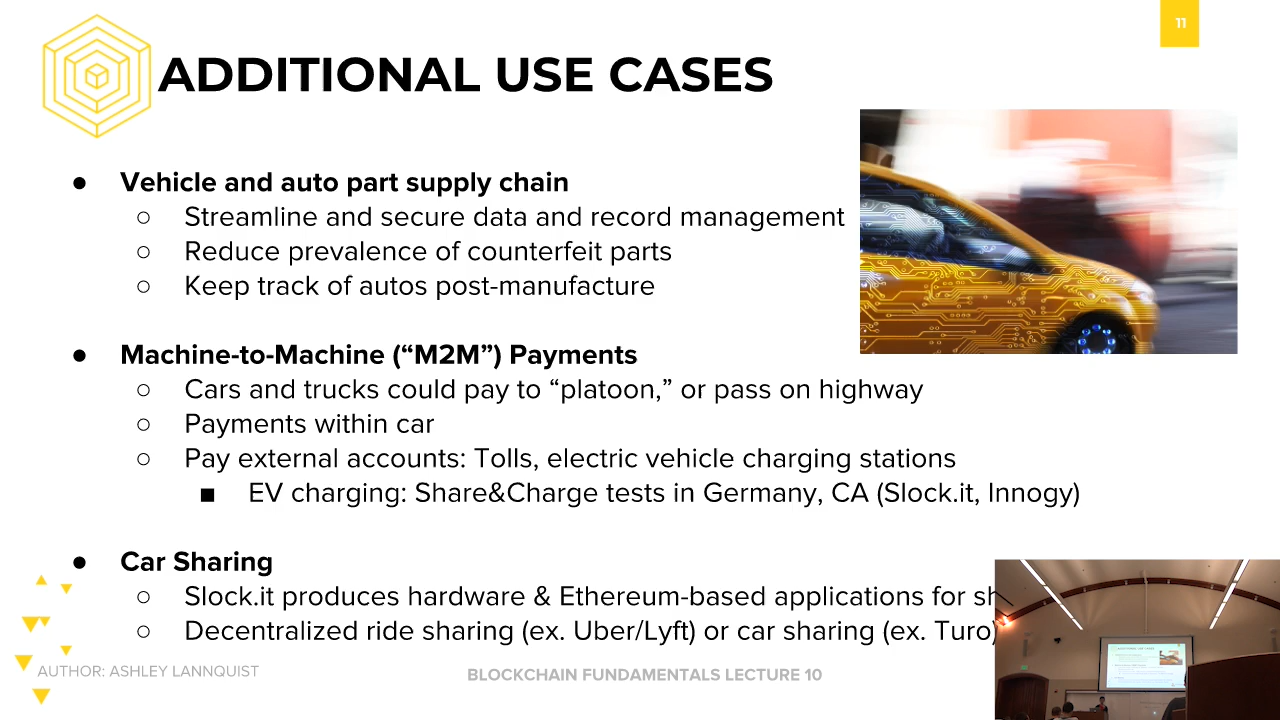 11
ADDITIONAL USE CASES
● Vehicle and auto part supply chain
○ Streamline and secure data and record management
○ Reduce prevalence of counterfeit parts
○ Keep track of autos post-manufacture
● Machine-to-Machine (“M2M”) Payments
○ Cars and trucks could pay to “platoon,” or pass on highway
○ Payments within car
○ Pay external accounts: Tolls, electric vehicle charging stations
■ EV charging: Share&Charge tests in Germany, CA (Slock.it, Innogy)
● Car Sharing
○ Slock.it produces hardware & Ethereum-based applications for
○ Decentralized ride sharing (ex. Uber/Lyft) or car sharing (ex. Turo)
AUTHOR: ASHLEY LANNQUIST
BLOCKCHAIN FUNDAMENTALS LECTURE 10